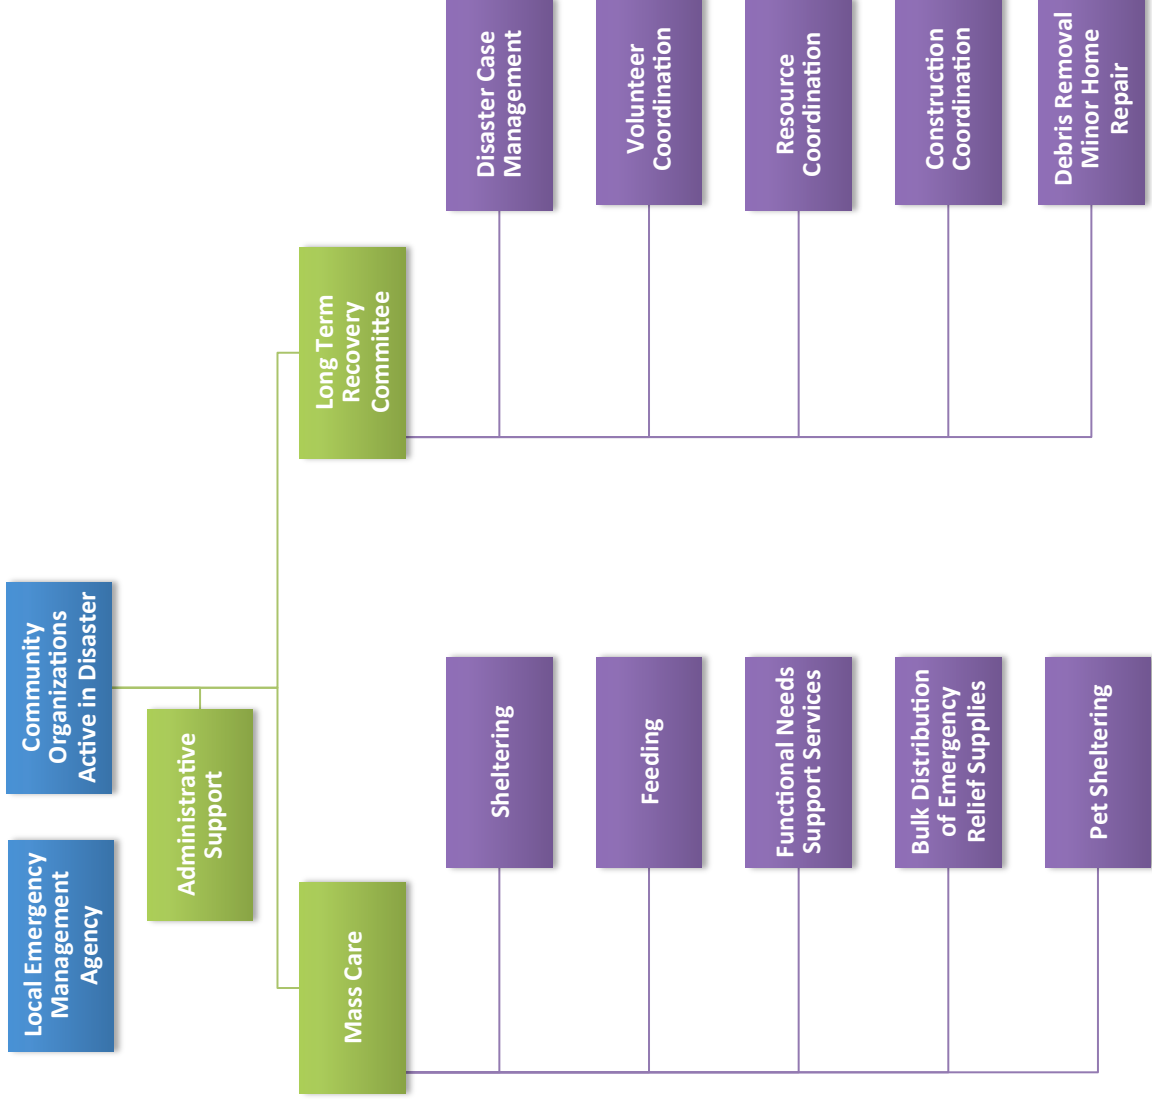 Local Emergency
Management
Agency
Community
Organizations
Active in Disaster
Administrative
Support
Mass Care
Long Term
Recovery
Committee
Sheltering
Feeding
Functional Needs
Support Services
Bulk Distribution
of Emergency
Relief Supplies
Pet Sheltering
Disaster Case
Management
Volunteer
Coordination
Resource
Coordination
Construction
Coordination
Debris Removal
Minor Home
Repair